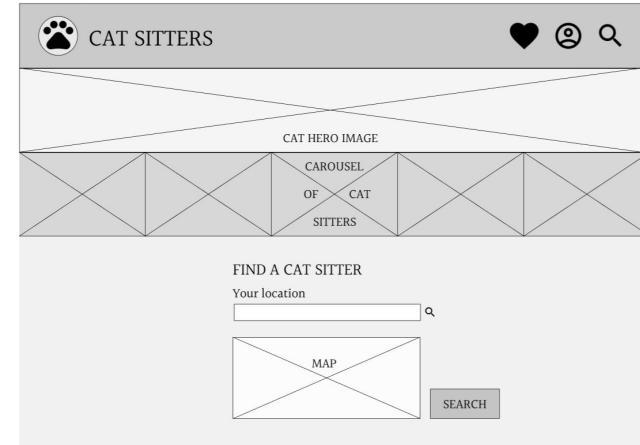 CAT SITTERS
CAT HERO IMAGE
CAROUSEL
OF CAT
SITTERS
FIND A CAT SITTER
Your location
MAP
SEARCH